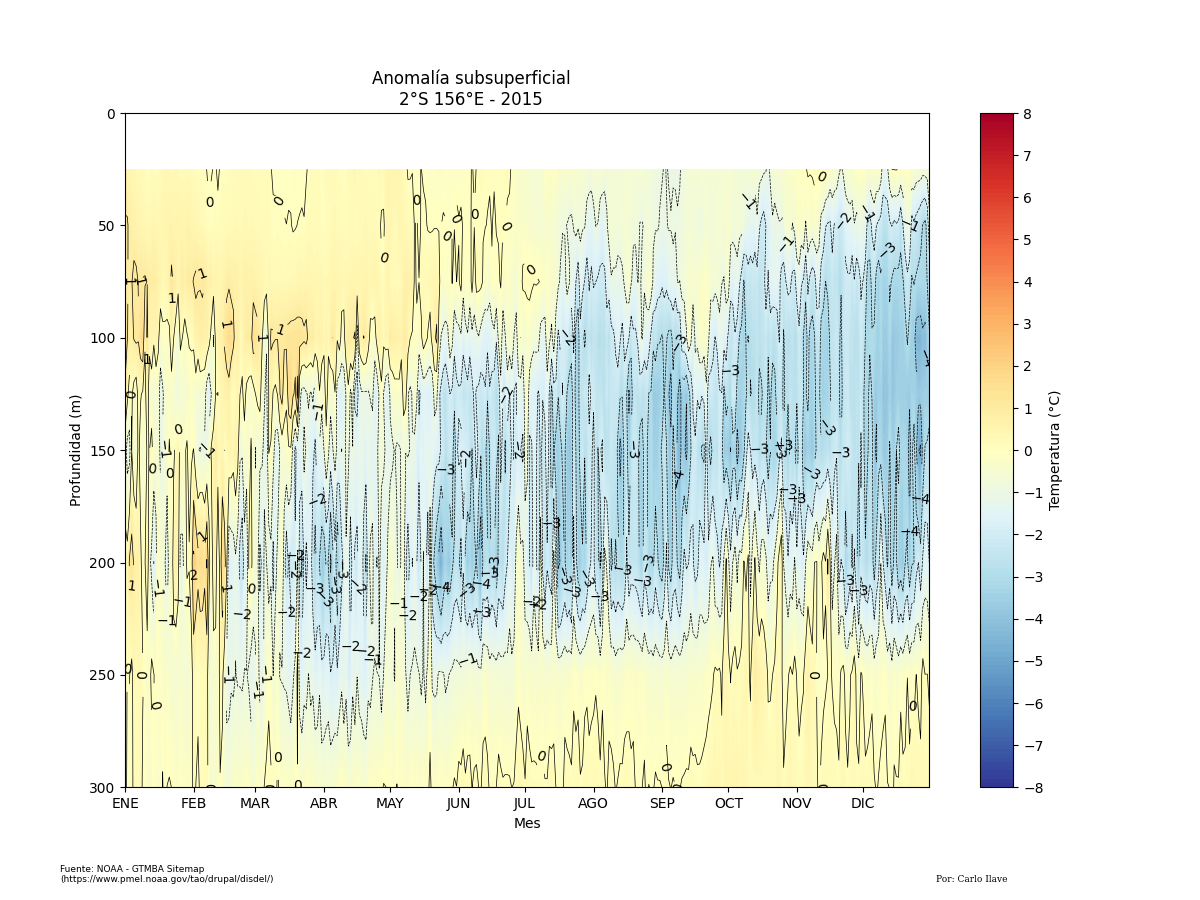 Anomalía subsuperficial
2°S 156°E - 2015
0
50
100
150
200
250
300
Profundidad (m)
ENE FEB MAR ABR MAY JUN JUL AGO SEP OCT NOV DIC
Mes
8
7
6
5
4
3
2
1
0
−1
−2
−3
−4
−5
−6
−7
−8
Temperatura (°C)
Fuente: NOAA - GTMBA Sitemap
(https://www.pmel.noaa.gov/tao/drupal/disdel/)
Por: Carlo Ilave